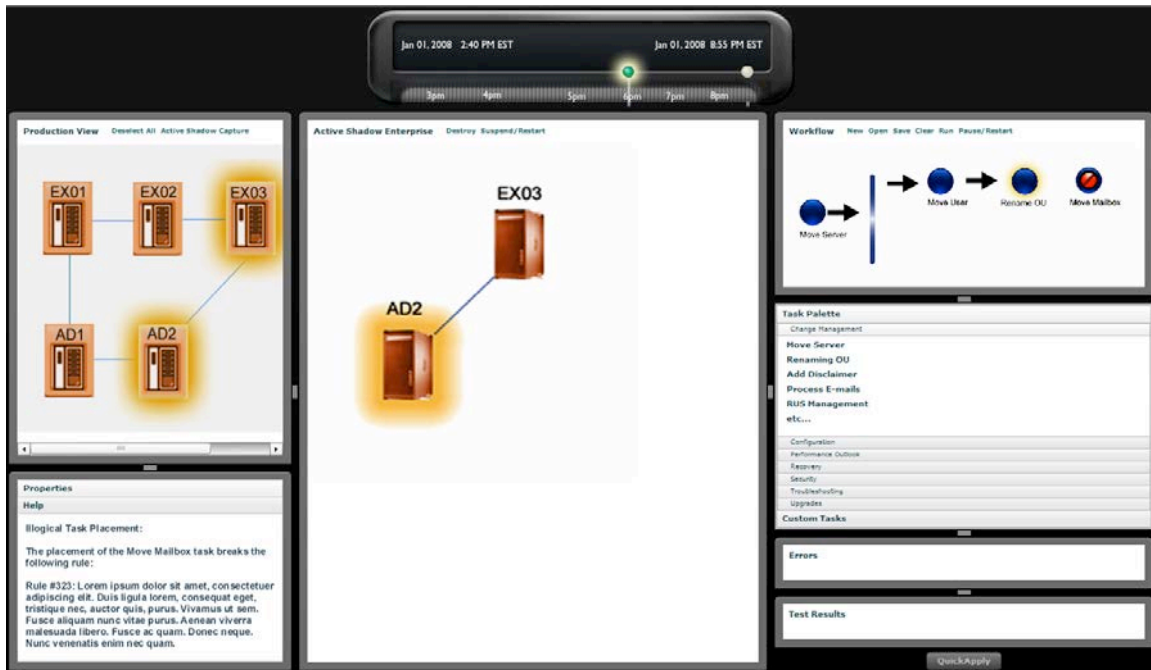 Jan 01, 2008 2:40 PM EST
Jan 01, 2008 8:55 PM EST
3pm 4pm 5pm 6pm 7pm 8pm
Production View Deselect All Active Shadow Capture
EX01 EX02 EX03
AD1 AD2
Properties
Help
Illogical Task Placement:
The placement of the Move Mailbox task breaks the
following rule:
Rule #323: Lorem ipsum dolor sit amet, consectetuer
adipiscing elit. Duis ligula lorem, consequat eget,
tristique nec, auctor quis, purus. Vivamus ut sem.
Fusce aliquam nunc vitae purus. Aenean viverra
malesuada libero. Fusce ac quam. Donec neque.
Nunc venenatis enim nec quam.
Active Shadow Enterprise Destroy Suspend/Restart
EX03
AD2
Workflow New Open Save Clear Run Pause/Restart
Move Server
Move User
Rename OU
Move Mailbox
Task Palette
Change Management
Move Server
Renaming OU
Add Disclaimer
Process E-mails
RUS Management
etc...
Configuration
Performance Outlook
Recovery
Security
Troubleshooting
Upgrades
Custom Tasks
Errors
Test Results
QuickApply